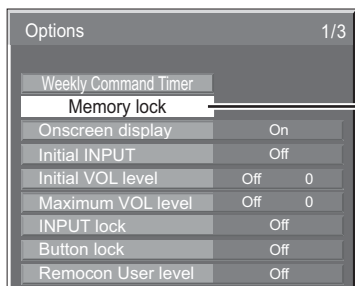 Options 1/3
Weekly Command Timer
Memory lock
Onscreen display On
Initial INPUT Off
Initial VOL level Off 0
Maximum VOL level Off 0
INPUT lock Off
Button lock Off
Remocon User level Off